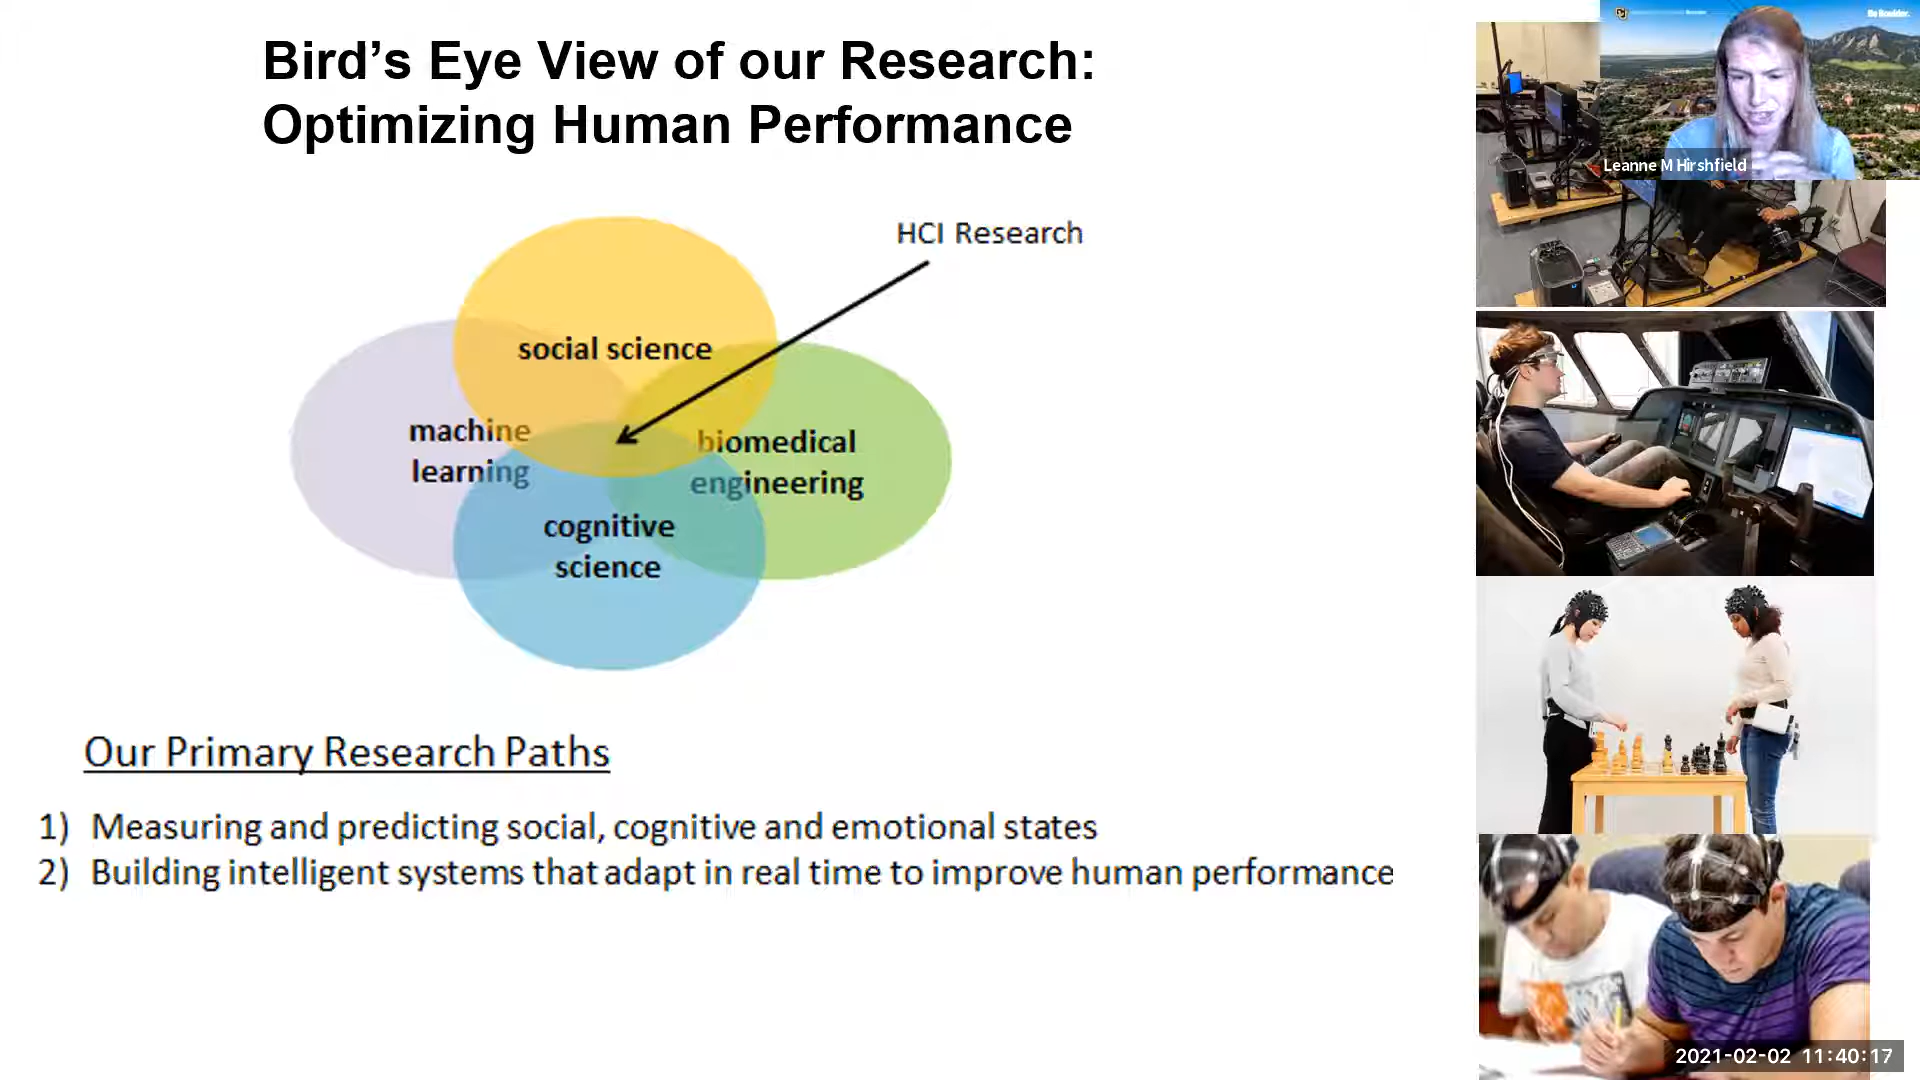 Bird’s Eye View of our Research:
Optimizing Human Performance
HCI Research
social science
machine
learning
biomedical
engineering
cognitive
science
Our Primary Research Paths
1) Measuring and predicting social, cognitive and emotional states
2) Building intelligent systems that adapt in real time to improve human performance
Be Boulder.
Leanne M Hirshfield
2021-02-02 11:40:17